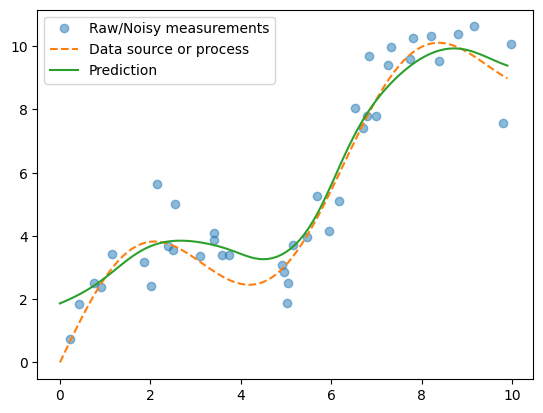 Raw/Noisy measurements
Data source or process
Prediction
10
8
6
4
2
0
0 2 4 6 8 10